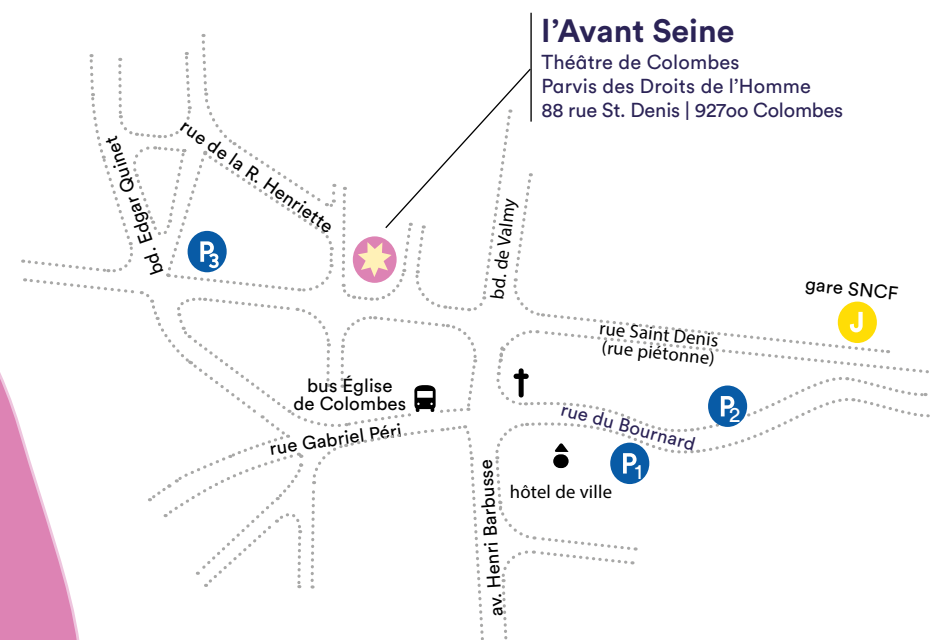 l'Avant Seine
Théâtre de Colombes
Parvis des Droits de l'Homme
88 rue St. Denis | 92700 Colombes
rue de la R. Henriette
bd. Edgar Quinet
P3
bd. de Valmy
gare SNCF
J
rue Saint Denis
(rue piétonne)
bus Église
de Colombes
P2
rue du Bournard
rue Gabriel Péri
P1
hôtel de ville
av. Henri Barbusse